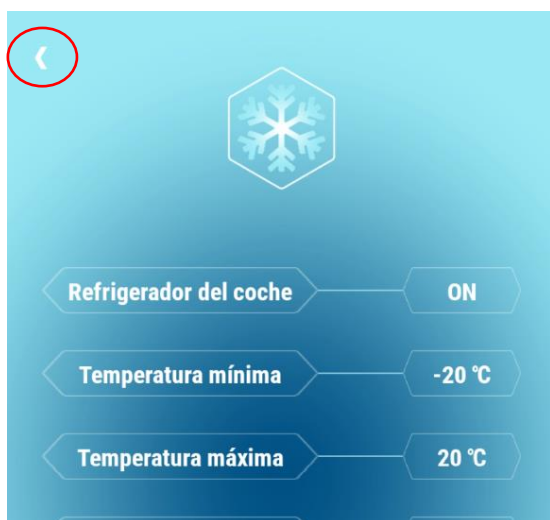 Refrigerador del coche ON
Temperatura mínima -20 ℃
Temperatura máxima 20 ℃